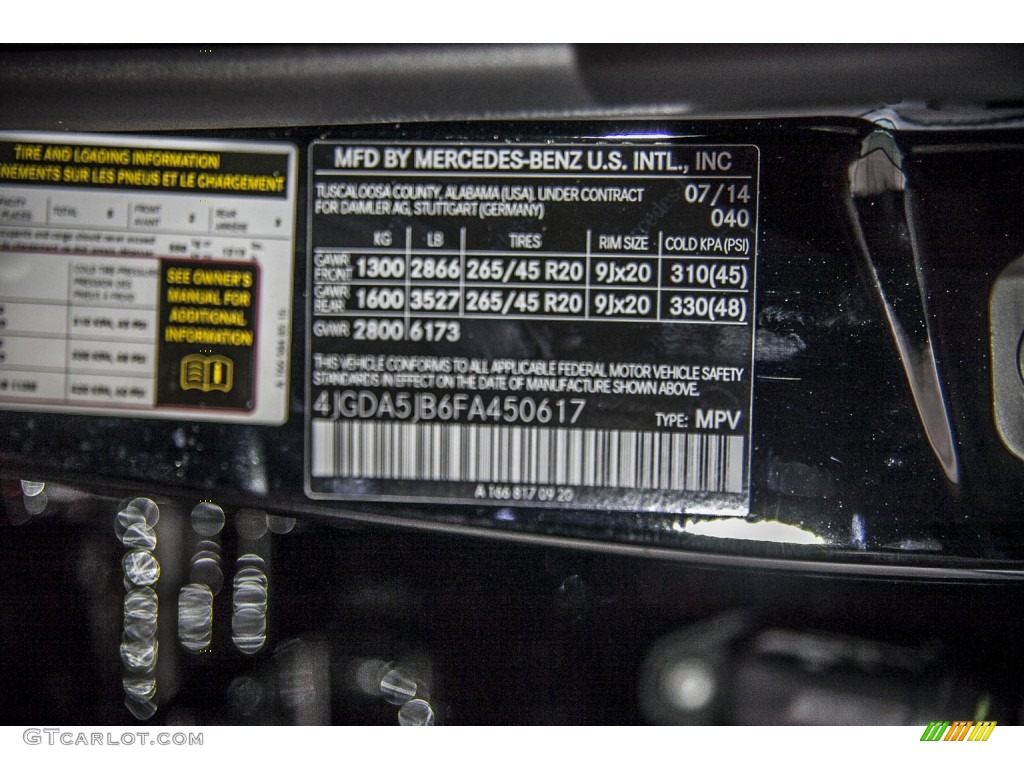 TIRE AND LOADING INFORMATION
NEMENTS SUR LES PNEUS ET LE CHARGEMENT
TOTAL
FRONT
AVANT
REAR
SEE OWNER'S
MANUAL FOR
ADDITIONAL
INFORMATION
MFD BY MERCEDES-BENZ U.S. INTL., INC
TUSCALOOSA COUNTY, ALABAMA (USA), UNDER CONTRACT
FOR DAIMLER AG, STUTTGART (GERMANY)
07/14
040
KG LB TIRES RIM SIZE COLD KPA(PSI)
GAWR FRONT 1300 2866 265/45 R20 9Jx20 310(45)
GAWR REAR 1600 3527 265/45 R20 9Jx20 330(48)
GVWR 2800 6173
THIS VEHICLE CONFORMS TO ALL APPLICABLE FEDERAL MOTOR VEHICLE SAFETY
STANDARDS IN EFFECT ON THE DATE OF MANUFACTURE SHOWN ABOVE.
4JGDA5JB6FA450617
TYPE: MPV
A 166 817 09 20
GTCARLOT.COM